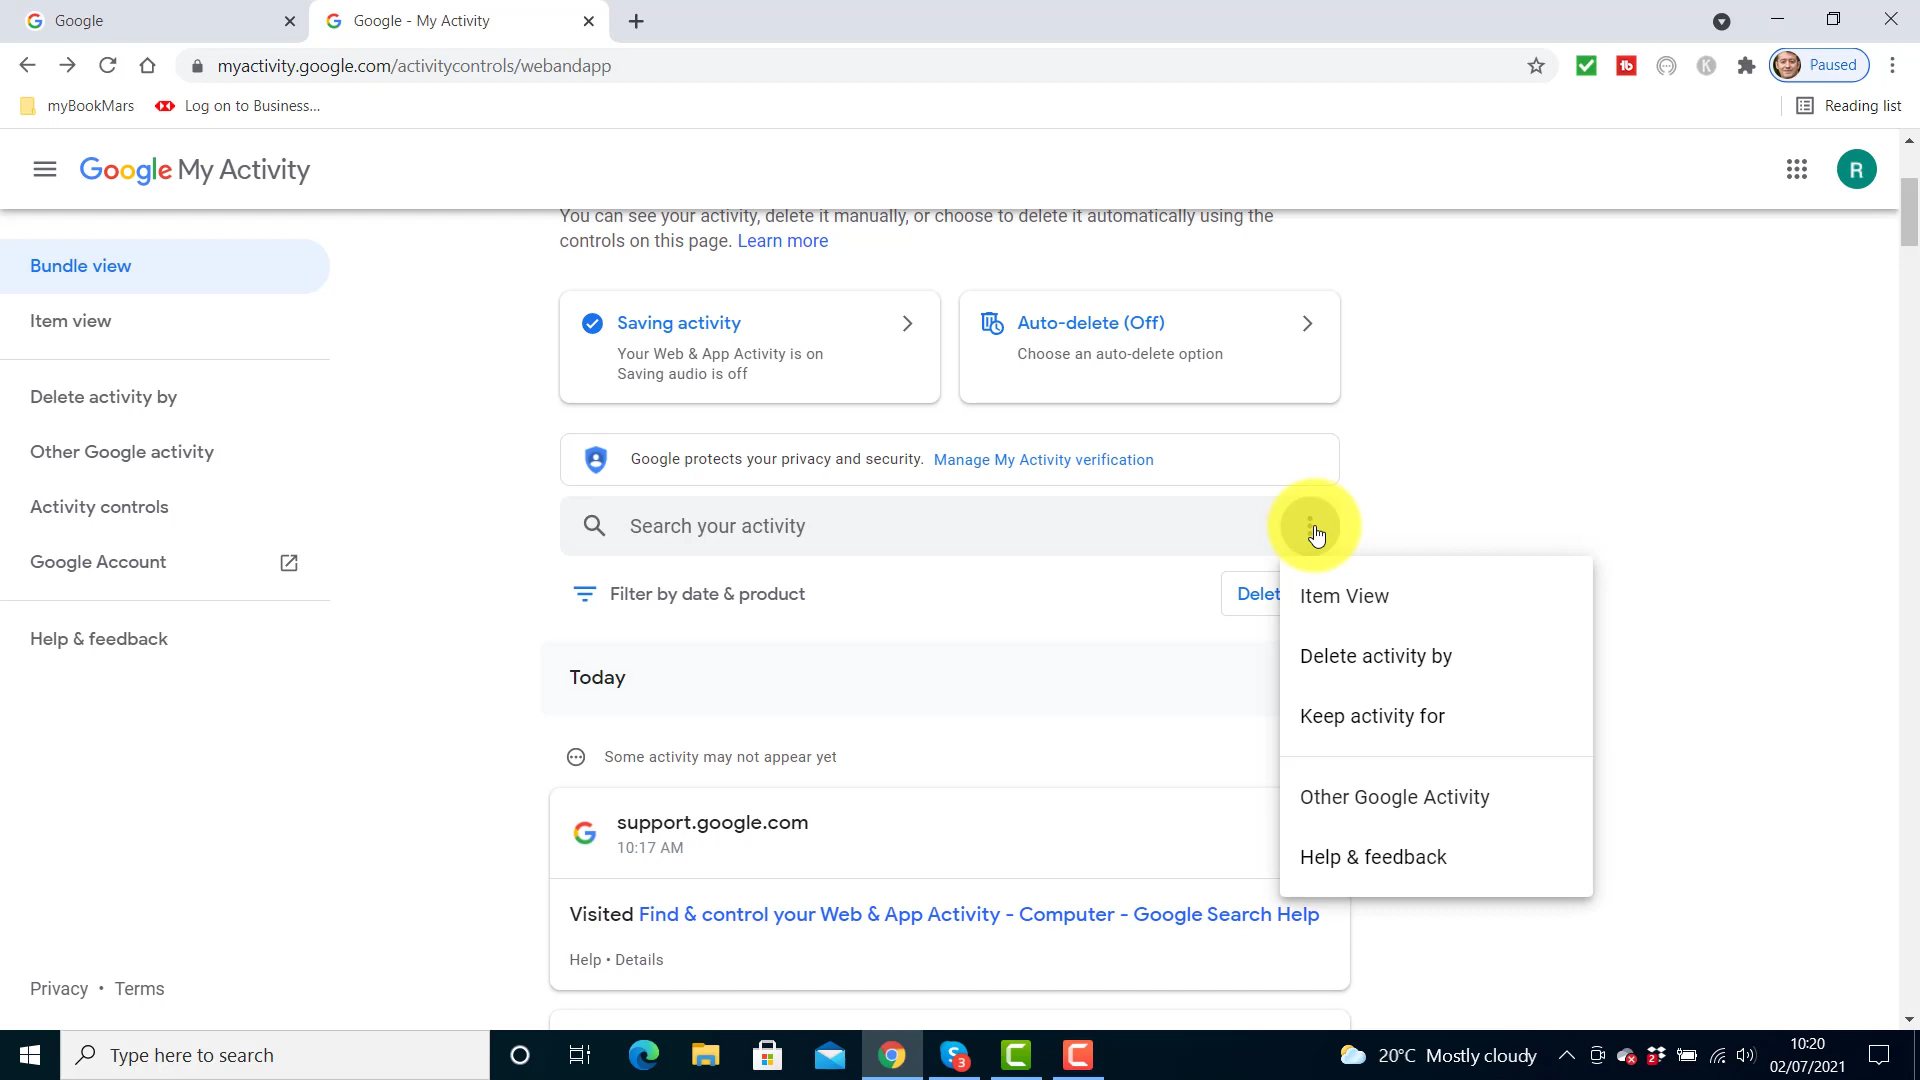 Google
Google - My Activity
myactivity.google.com/activitycontrols/webandapp
Paused
myBookMars
Log on to Business...
Reading list
Google My Activity
R
You can see your activity, delete it manually, or choose to delete it automatically using the
controls on this page. Learn more
Bundle view
Item view
Delete activity by
Other Google activity
Activity controls
Google Account
Help & feedback
Saving activity
Your Web & App Activity is on
Saving audio is off
Auto-delete (Off)
Choose an auto-delete option
Google protects your privacy and security. Manage My Activity verification
Search your activity
Filter by date & product
Delet
Item View
Delete activity by
Keep activity for
Other Google Activity
Help & feedback
Today
Some activity may not appear yet
support.google.com
10:17 AM
Visited Find & control your Web & App Activity - Computer - Google Search Help
Help • Details
Privacy • Terms
Type here to search
20°C Mostly cloudy
10:20
02/07/2021